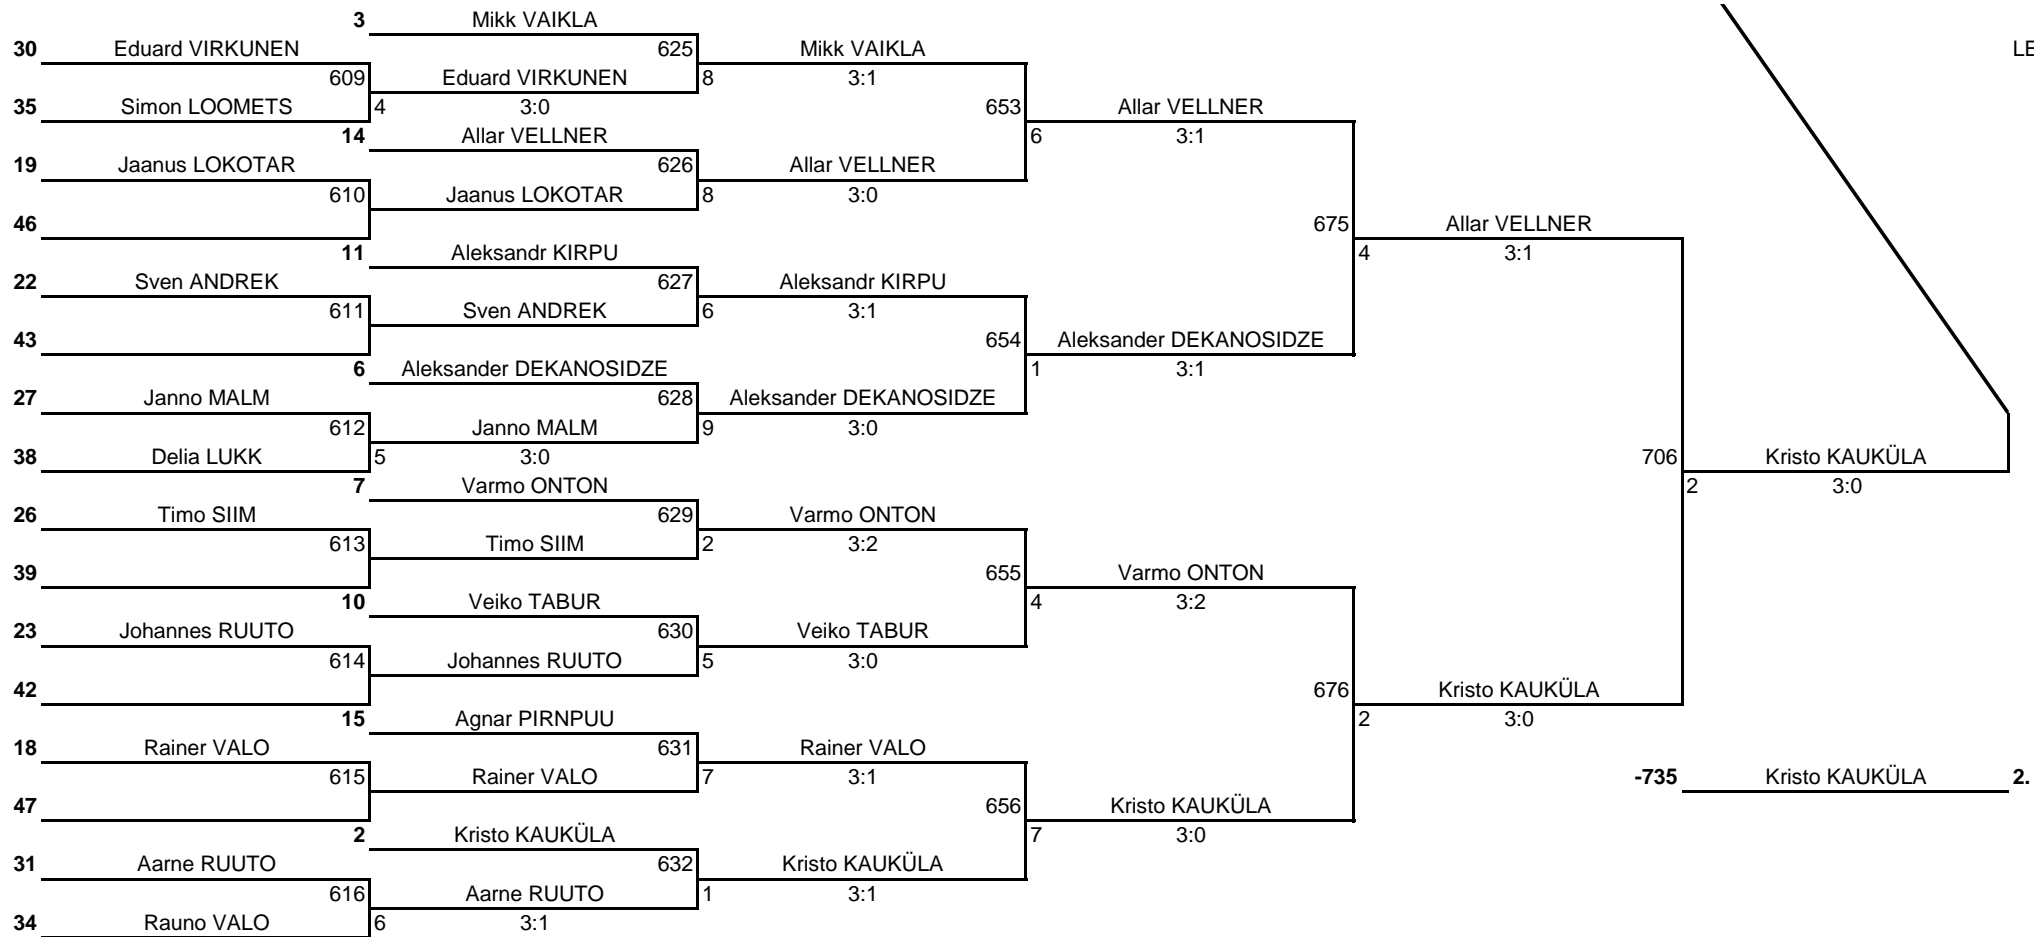 3 Mikk VAIKLA
30 Eduard VIRKUNEN 625 Mikk VAIKLA LE
609 Eduard VIRKUNEN 8 3:1
35 Simon LOOMETS 4 3:0 653 Allar VELLNER
14 Allar VELLNER 6 3:1
19 Jaanus LOKOTAR 626 Allar VELLNER
610 Jaanus LOKOTAR 8 3:0
46 675 Allar VELLNER
11 Aleksandr KIRPU 4 3:1
22 Sven ANDREK 627 Aleksandr KIRPU
611 Sven ANDREK 6 3:1
43 654 Aleksander DEKANOSIDZE
6 Aleksander DEKANOSIDZE 1 3:1
27 Janno MALM 628 Aleksander DEKANOSIDZE
612 Janno MALM 9 3:0
38 Delia LUKK 5 3:0 706 Kristo KAUKÜLA
7 Varmo ONTON 2 3:0
26 Timo SIIM 629 Varmo ONTON
613 Timo SIIM 2 3:2
39 655 Varmo ONTON
10 Veiko TABUR 4 3:2
23 Johannes RUUTO 630 Veiko TABUR
614 Johannes RUUTO 5 3:0
42 676 Kristo KAUKÜLA
15 Agnar PIRNPUU 2 3:0
18 Rainer VALO 631 Rainer VALO
615 Rainer VALO 7 3:1 -735 Kristo KAUKÜLA 2.
47 656 Kristo KAUKÜLA
2 Kristo KAUKÜLA 7 3:0
31 Aarne RUUTO 632 Kristo KAUKÜLA
616 Aarne RUUTO 1 3:1
34 Rauno VALO 6 3:1